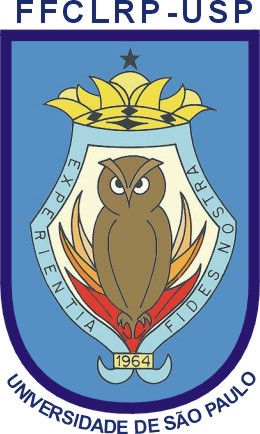 FFCLRP-USP
EXPERIENTIA
FIDES NOSTRA
1964
UNIVERSIDADE DE SÃO PAULO